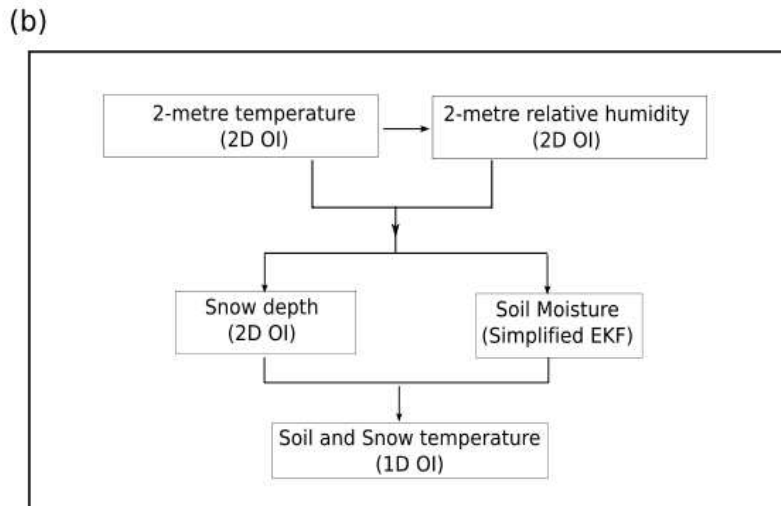 (b)
2-metre temperature
(2D OI)
2-metre relative humidity
(2D OI)
Snow depth
(2D OI)
Soil Moisture
(Simplified EKF)
Soil and Snow temperature
(1D OI)